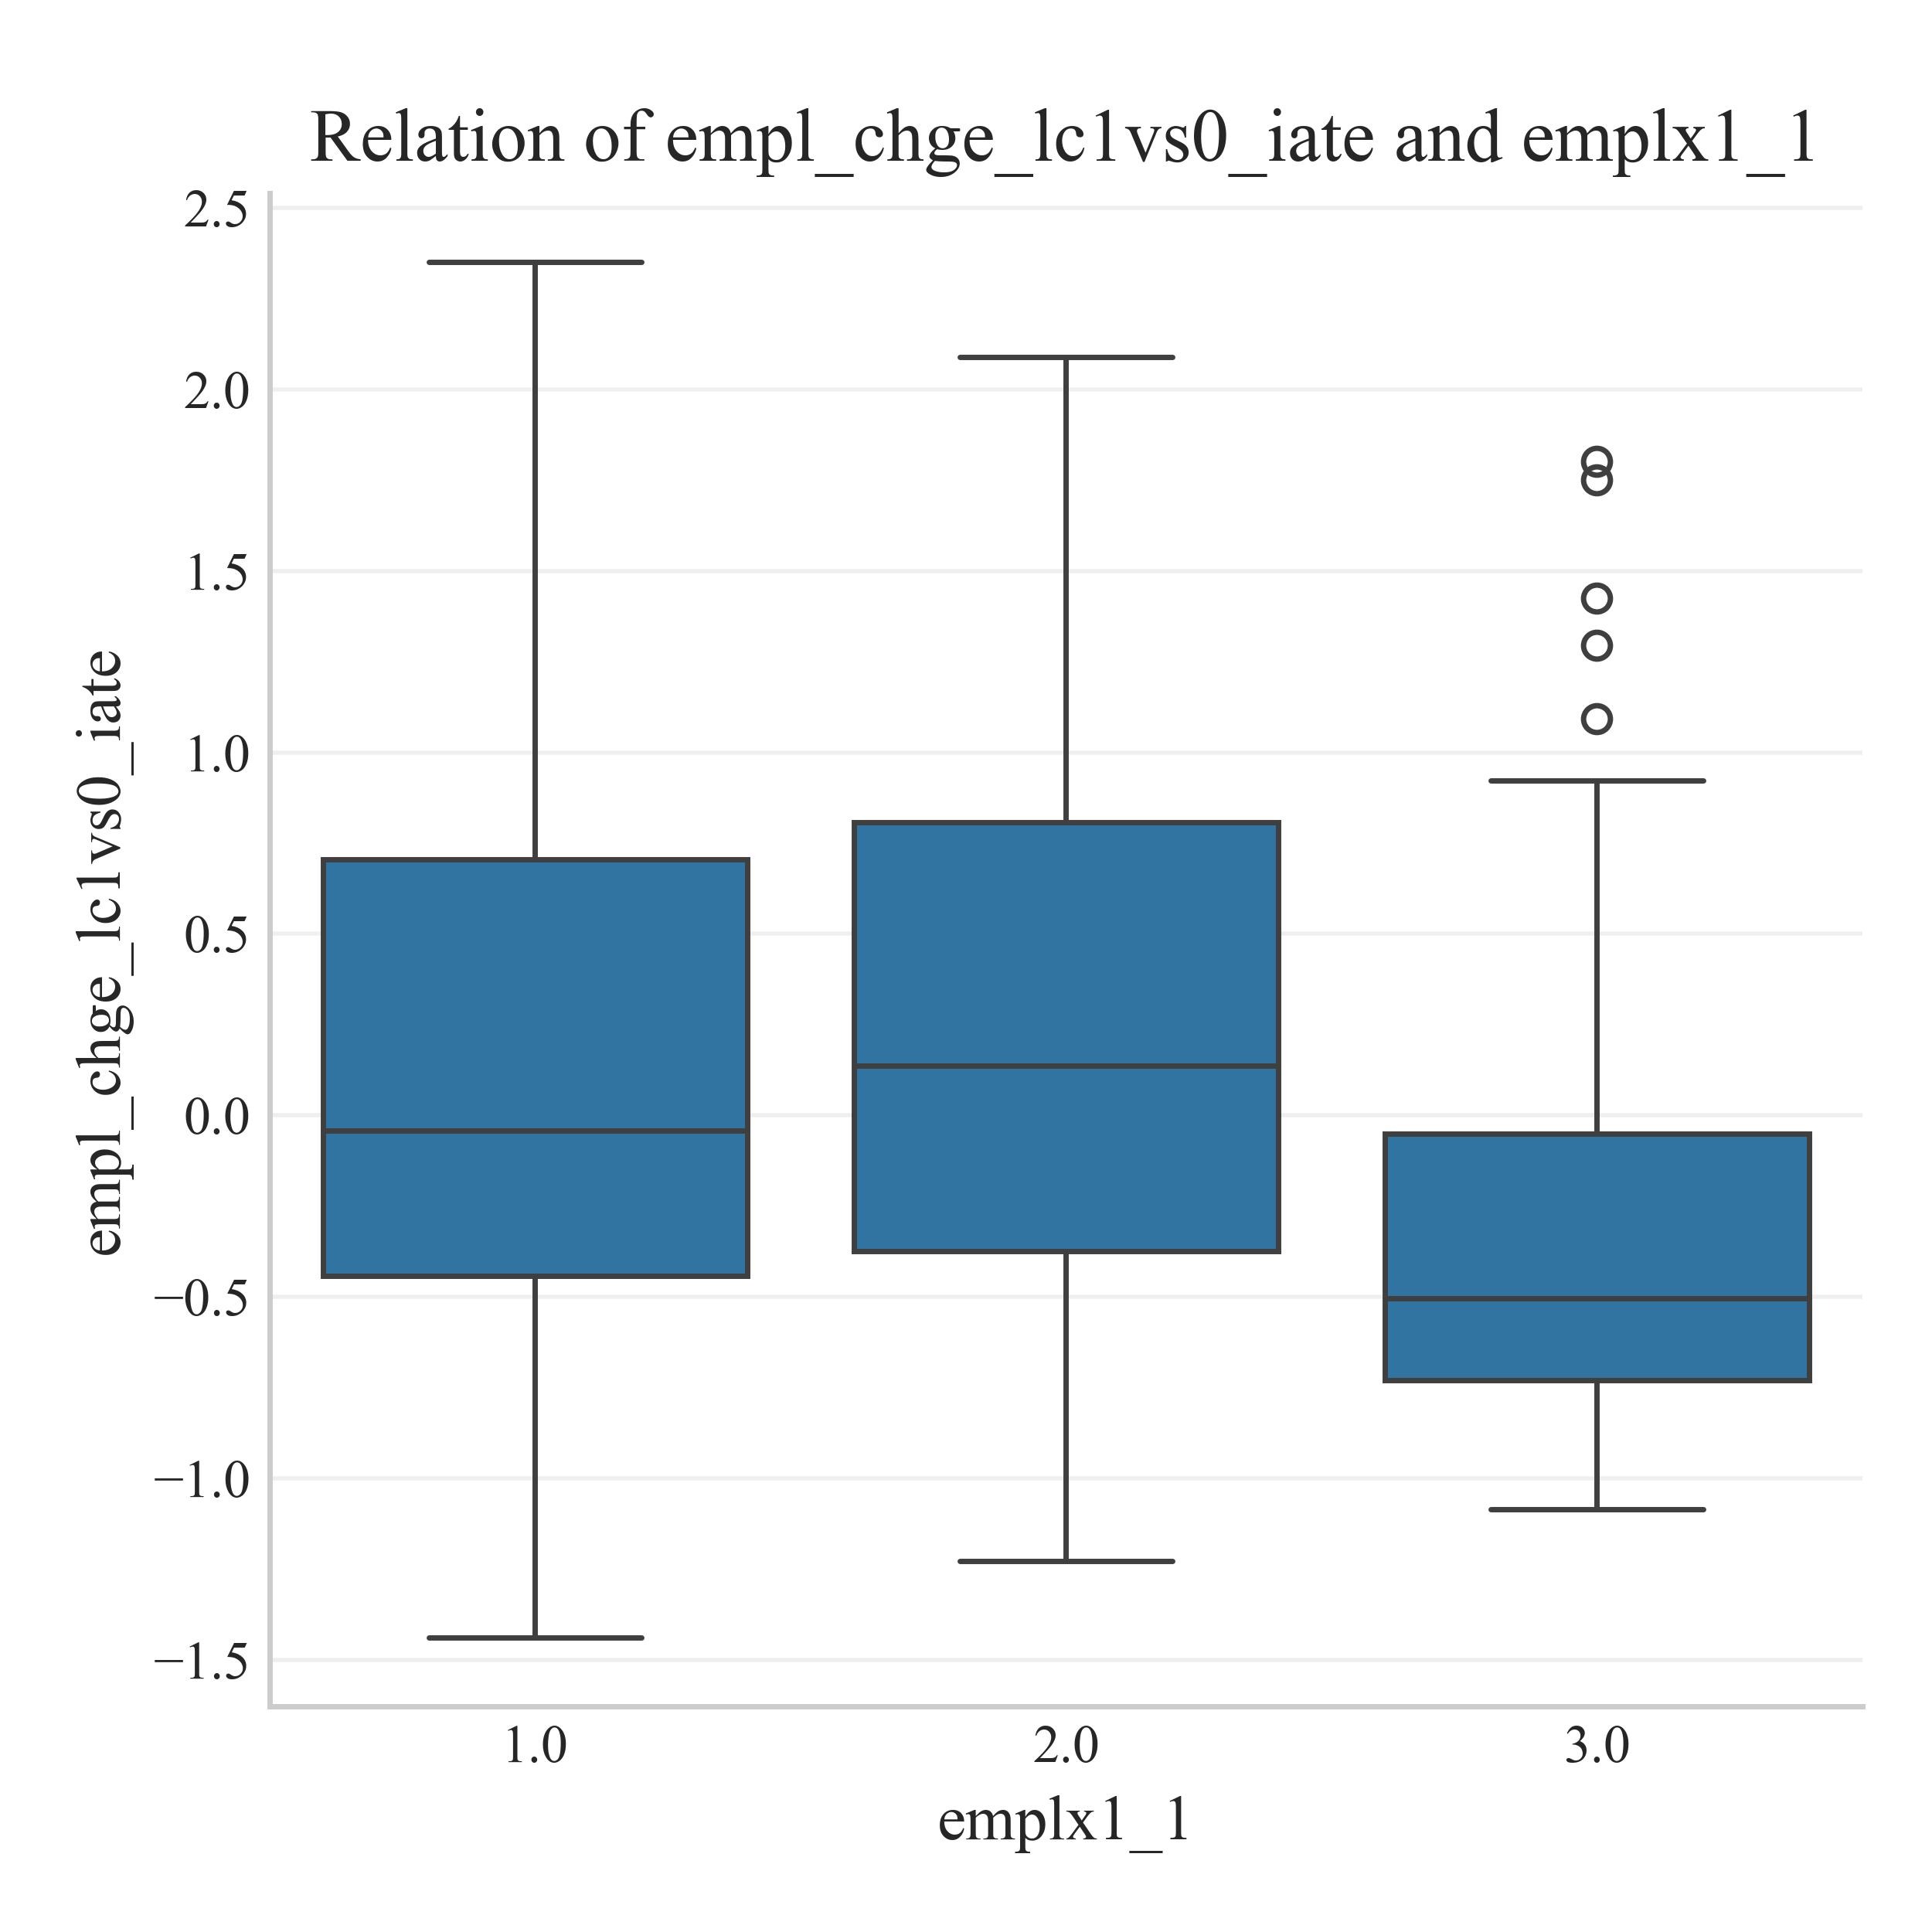 Relation of empl_chge_lc1vs0_iate and emplx1_1
empl_chge_lc1vs0_iate
2.5
2.0
1.5
1.0
0.5
0.0
−0.5
−1.0
−1.5
1.0 2.0 3.0
emplx1_1